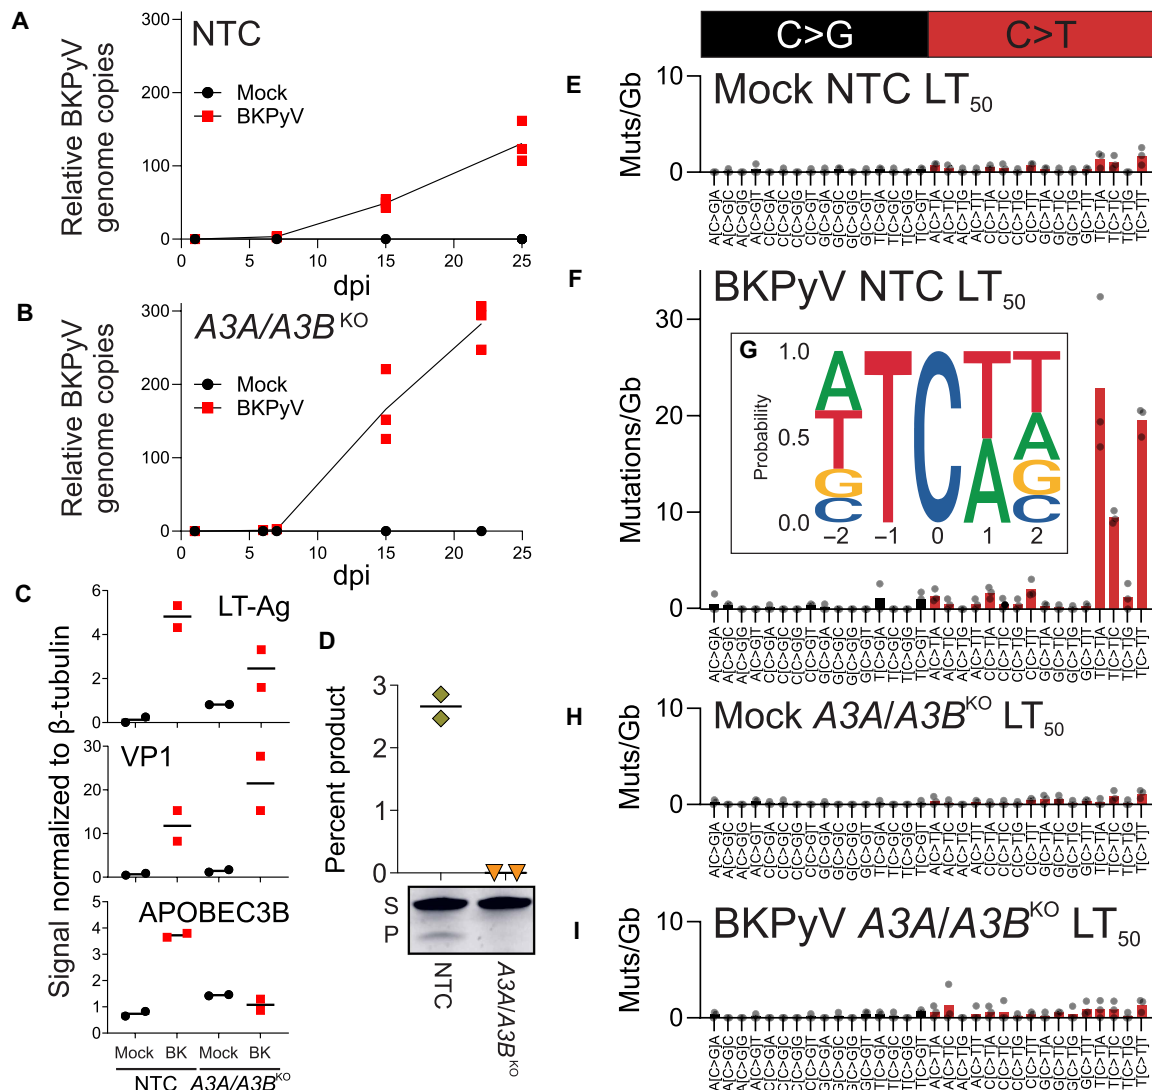 A
NTC
Relative BKPyV
genome copies
300
200
100
0
Mock
BKPyV
0 5 10 15 20 25
dpi
B
A3A/A3B KO
Relative BKPyV
genome copies
300
200
100
0
Mock
BKPyV
0 5 10 15 20 25
dpi
C
Signal normalized to β-tubulin
LT-Ag
6
4
2
0
VP1
30
20
10
0
APOBEC3B
5
4
3
2
1
0
Mock BK Mock BK
NTC A3A/A3B KO
D
Percent product
3
2
1
0
S
P
NTC
A3A/A3B KO
C>G C>T
E
Mock NTC LT50
Muts/Gb
10
0
A[C>G]A A[C>G]C A[C>G]G A[C>G]T C[C>G]A C[C>G]C C[C>G]G C[C>G]T G[C>G]A G[C>G]C G[C>G]G G[C>G]T T[C>G]A T[C>G]C T[C>G]G T[C>G]T A[C>T]A A[C>T]C A[C>T]G A[C>T]T C[C>T]A C[C>T]C C[C>T]G C[C>T]T G[C>T]A G[C>T]C G[C>T]G G[C>T]T T[C>T]A T[C>T]C T[C>T]G T[C>T]T
F
BKPyV NTC LT50
Mutations/Gb
30
20
10
0
G
Probability
1.0
0.5
0.0
A T G C
T
C
T A
T A G C
−2 −1 0 1 2
A[C>G]A A[C>G]C A[C>G]G A[C>G]T C[C>G]A C[C>G]C C[C>G]G C[C>G]T G[C>G]A G[C>G]C G[C>G]G G[C>G]T T[C>G]A T[C>G]C T[C>G]G T[C>G]T A[C>T]A A[C>T]C A[C>T]G A[C>T]T C[C>T]A C[C>T]C C[C>T]G C[C>T]T G[C>T]A G[C>T]C G[C>T]G G[C>T]T T[C>T]A T[C>T]C T[C>T]G T[C>T]T
H
Mock A3A/A3B KO LT50
Muts/Gb
10
0
A[C>G]A A[C>G]C A[C>G]G A[C>G]T C[C>G]A C[C>G]C C[C>G]G C[C>G]T G[C>G]A G[C>G]C G[C>G]G G[C>G]T T[C>G]A T[C>G]C T[C>G]G T[C>G]T A[C>T]A A[C>T]C A[C>T]G A[C>T]T C[C>T]A C[C>T]C C[C>T]G C[C>T]T G[C>T]A G[C>T]C G[C>T]G G[C>T]T T[C>T]A T[C>T]C T[C>T]G T[C>T]T
I
BKPyV A3A/A3B KO LT50
Muts/Gb
10
0
A[C>G]A A[C>G]C A[C>G]G A[C>G]T C[C>G]A C[C>G]C C[C>G]G C[C>G]T G[C>G]A G[C>G]C G[C>G]G G[C>G]T T[C>G]A T[C>G]C T[C>G]G T[C>G]T A[C>T]A A[C>T]C A[C>T]G A[C>T]T C[C>T]A C[C>T]C C[C>T]G C[C>T]T G[C>T]A G[C>T]C G[C>T]G G[C>T]T T[C>T]A T[C>T]C T[C>T]G T[C>T]T